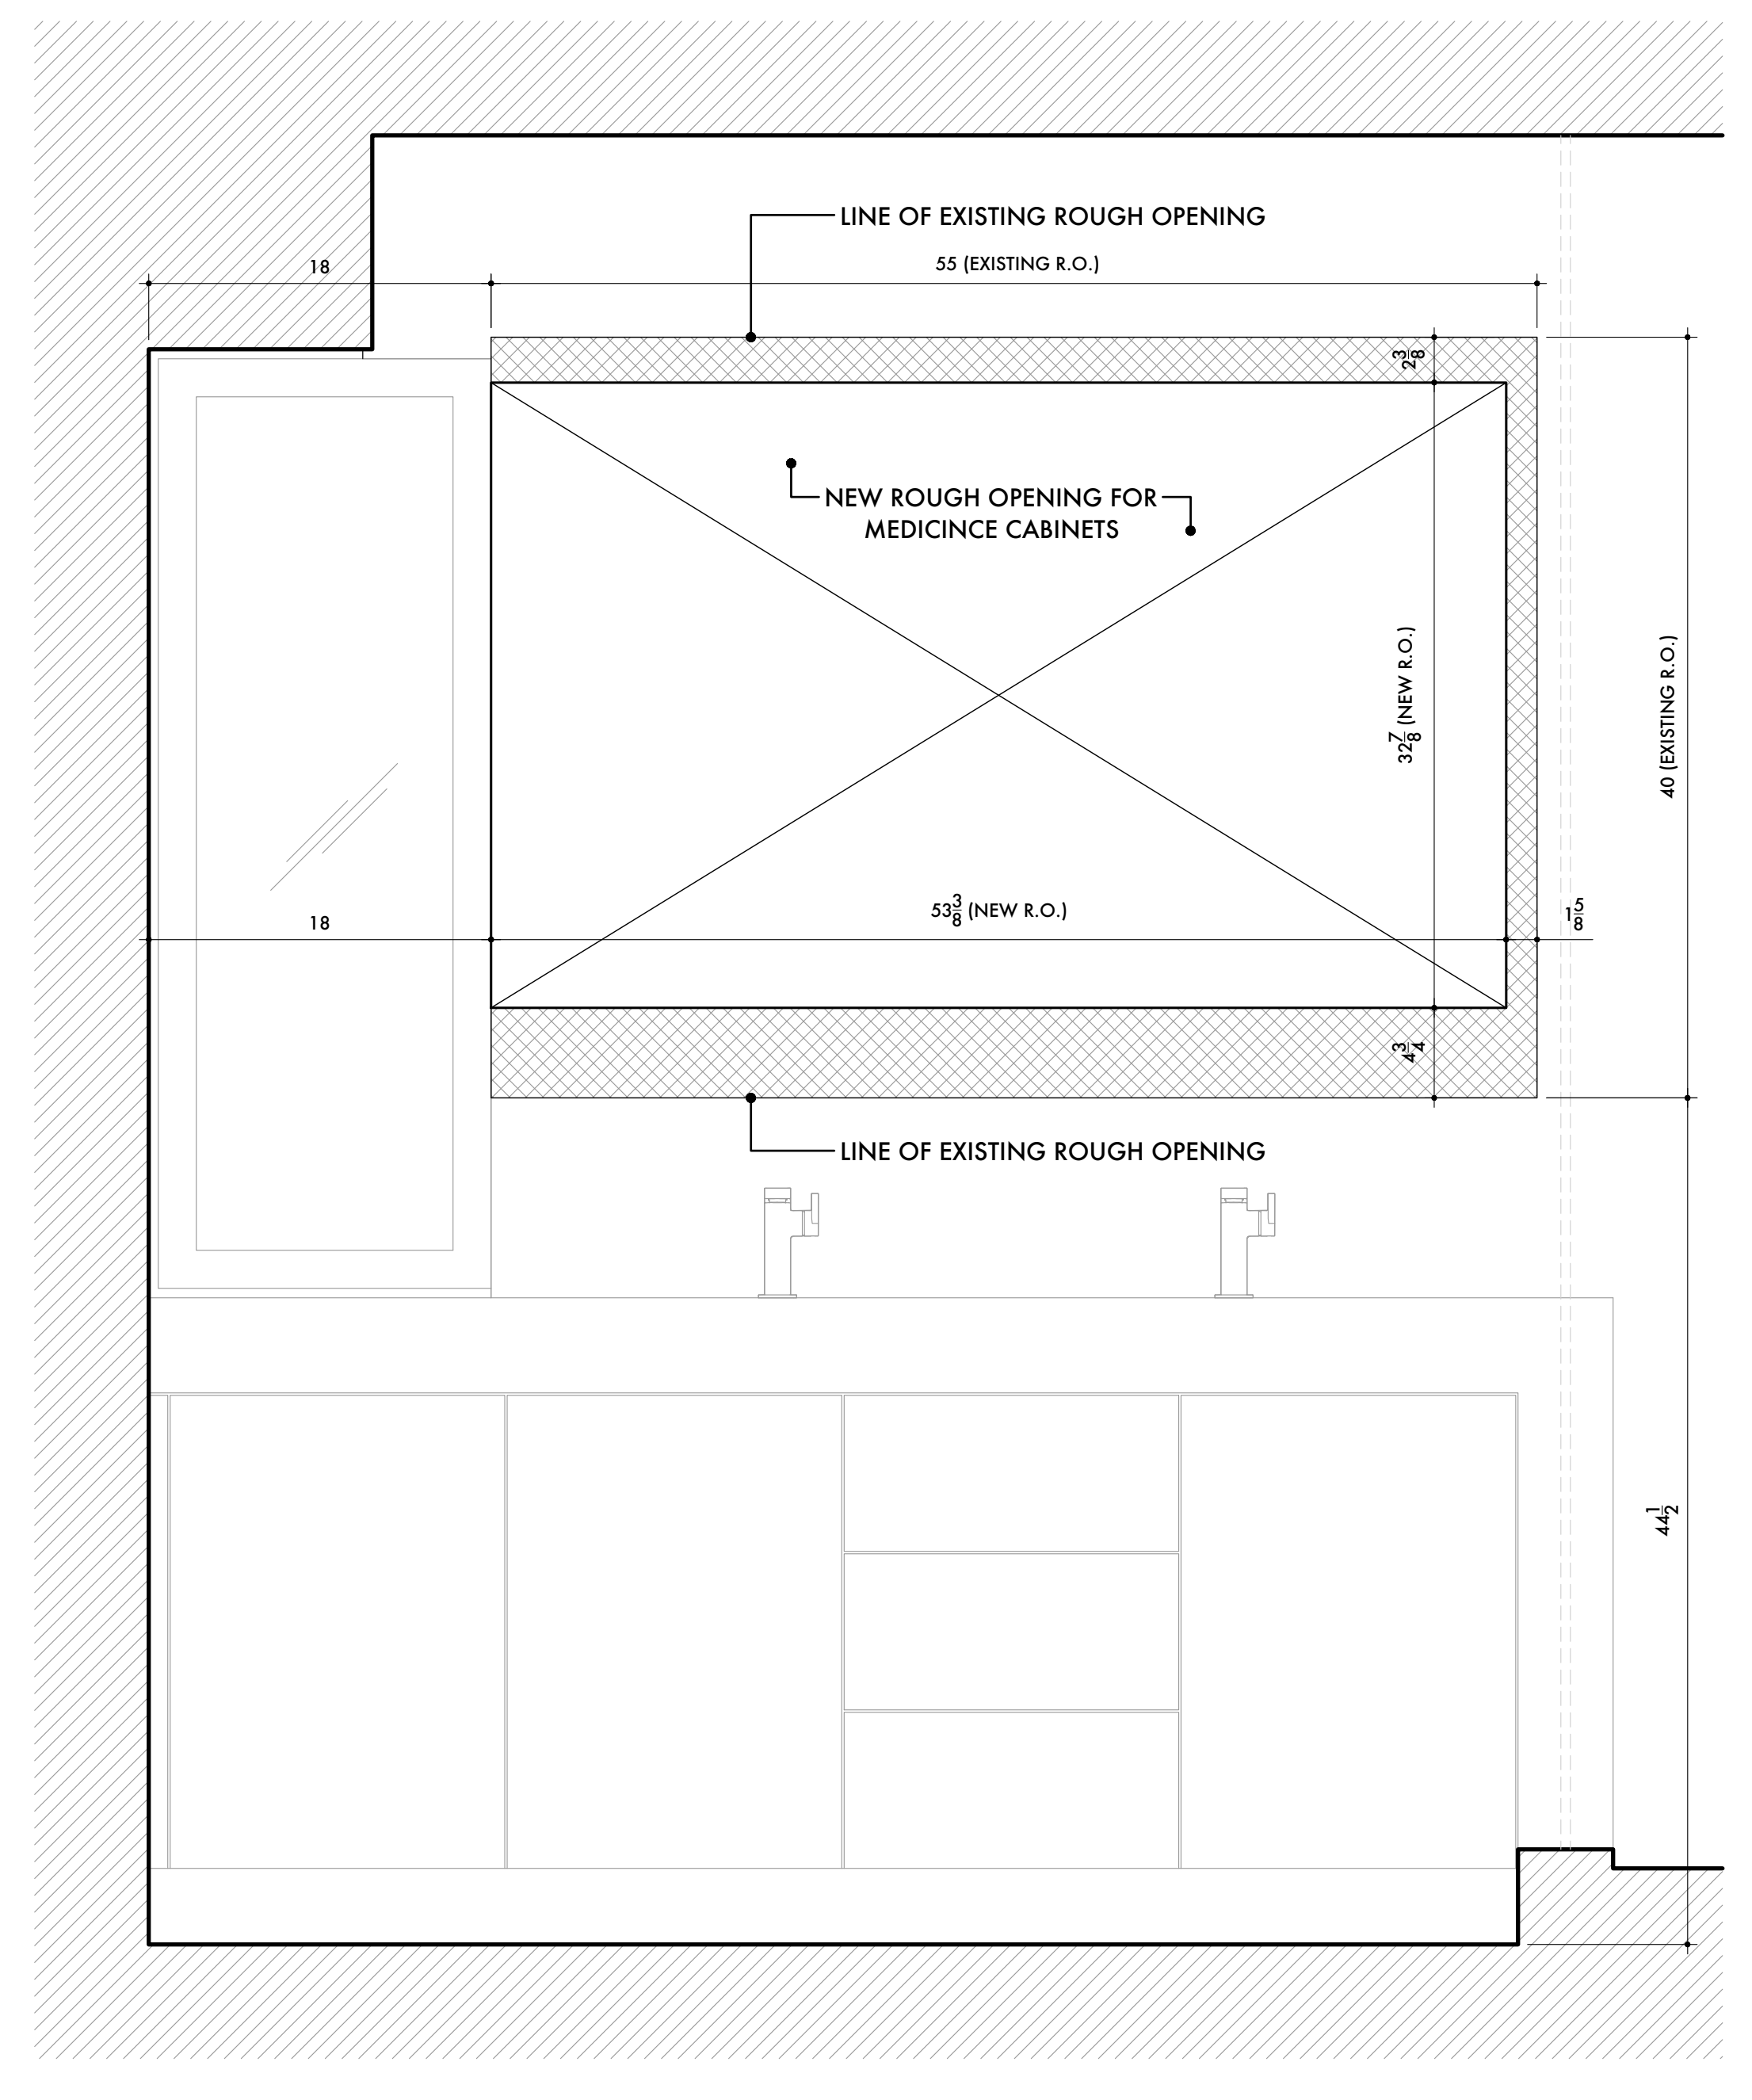 LINE OF EXISTING ROUGH OPENING
18
55 (EXISTING R.O.)
2 3/8
NEW ROUGH OPENING FOR
MEDICINCE CABINETS
32 7/8 (NEW R.O.)
40 (EXISTING R.O.)
18
53 3/8 (NEW R.O.)
1 5/8
4 3/4
LINE OF EXISTING ROUGH OPENING
44 1/2